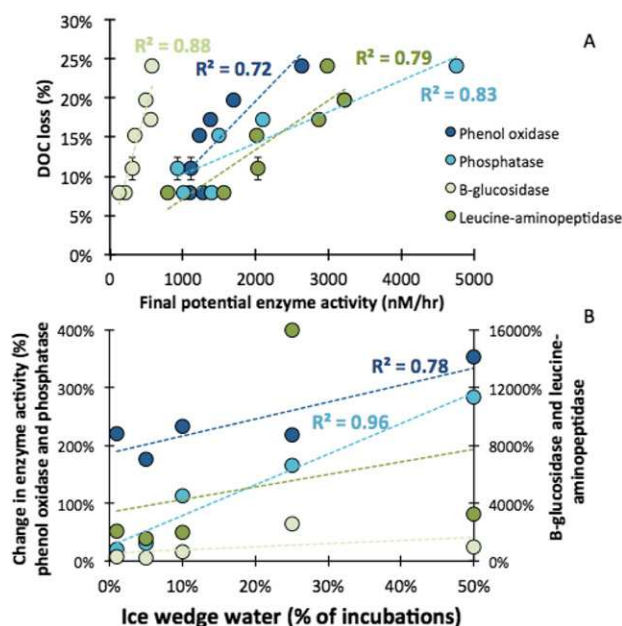 A
30%
25%
20%
15%
10%
5%
0%
DOC loss (%)
R² = 0.88
R² = 0.72
R² = 0.79
R² = 0.83
Phenol oxidase
Phosphatase
B-glucosidase
Leucine-aminopeptidase
0 1000 2000 3000 4000 5000
Final potential enzyme activity (nM/hr)
B
400%
300%
200%
100%
0%
Change in enzyme activity (%)
phenol oxidase and phosphatase
R² = 0.78
R² = 0.96
16000%
12000%
8000%
4000%
0%
B-glucosidase and leucine-
aminopeptidase
0% 10% 20% 30% 40% 50%
Ice wedge water (% of incubations)